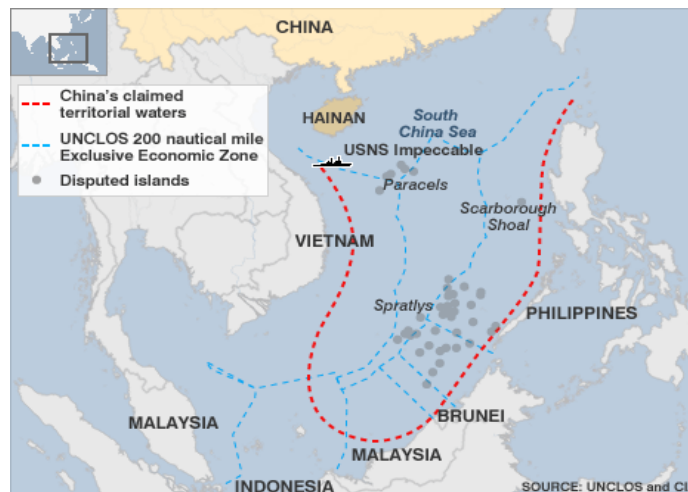 CHINA
China's claimed
territorial waters
UNCLOS 200 nautical mile
Exclusive Economic Zone
Disputed islands
HAINAN
South
China Sea
USNS Impeccable
Paracels
Scarborough
Shoal
VIETNAM
Spratlys
PHILIPPINES
MALAYSIA
BRUNEI
MALAYSIA
INDONESIA
SOURCE: UNCLOS and CI